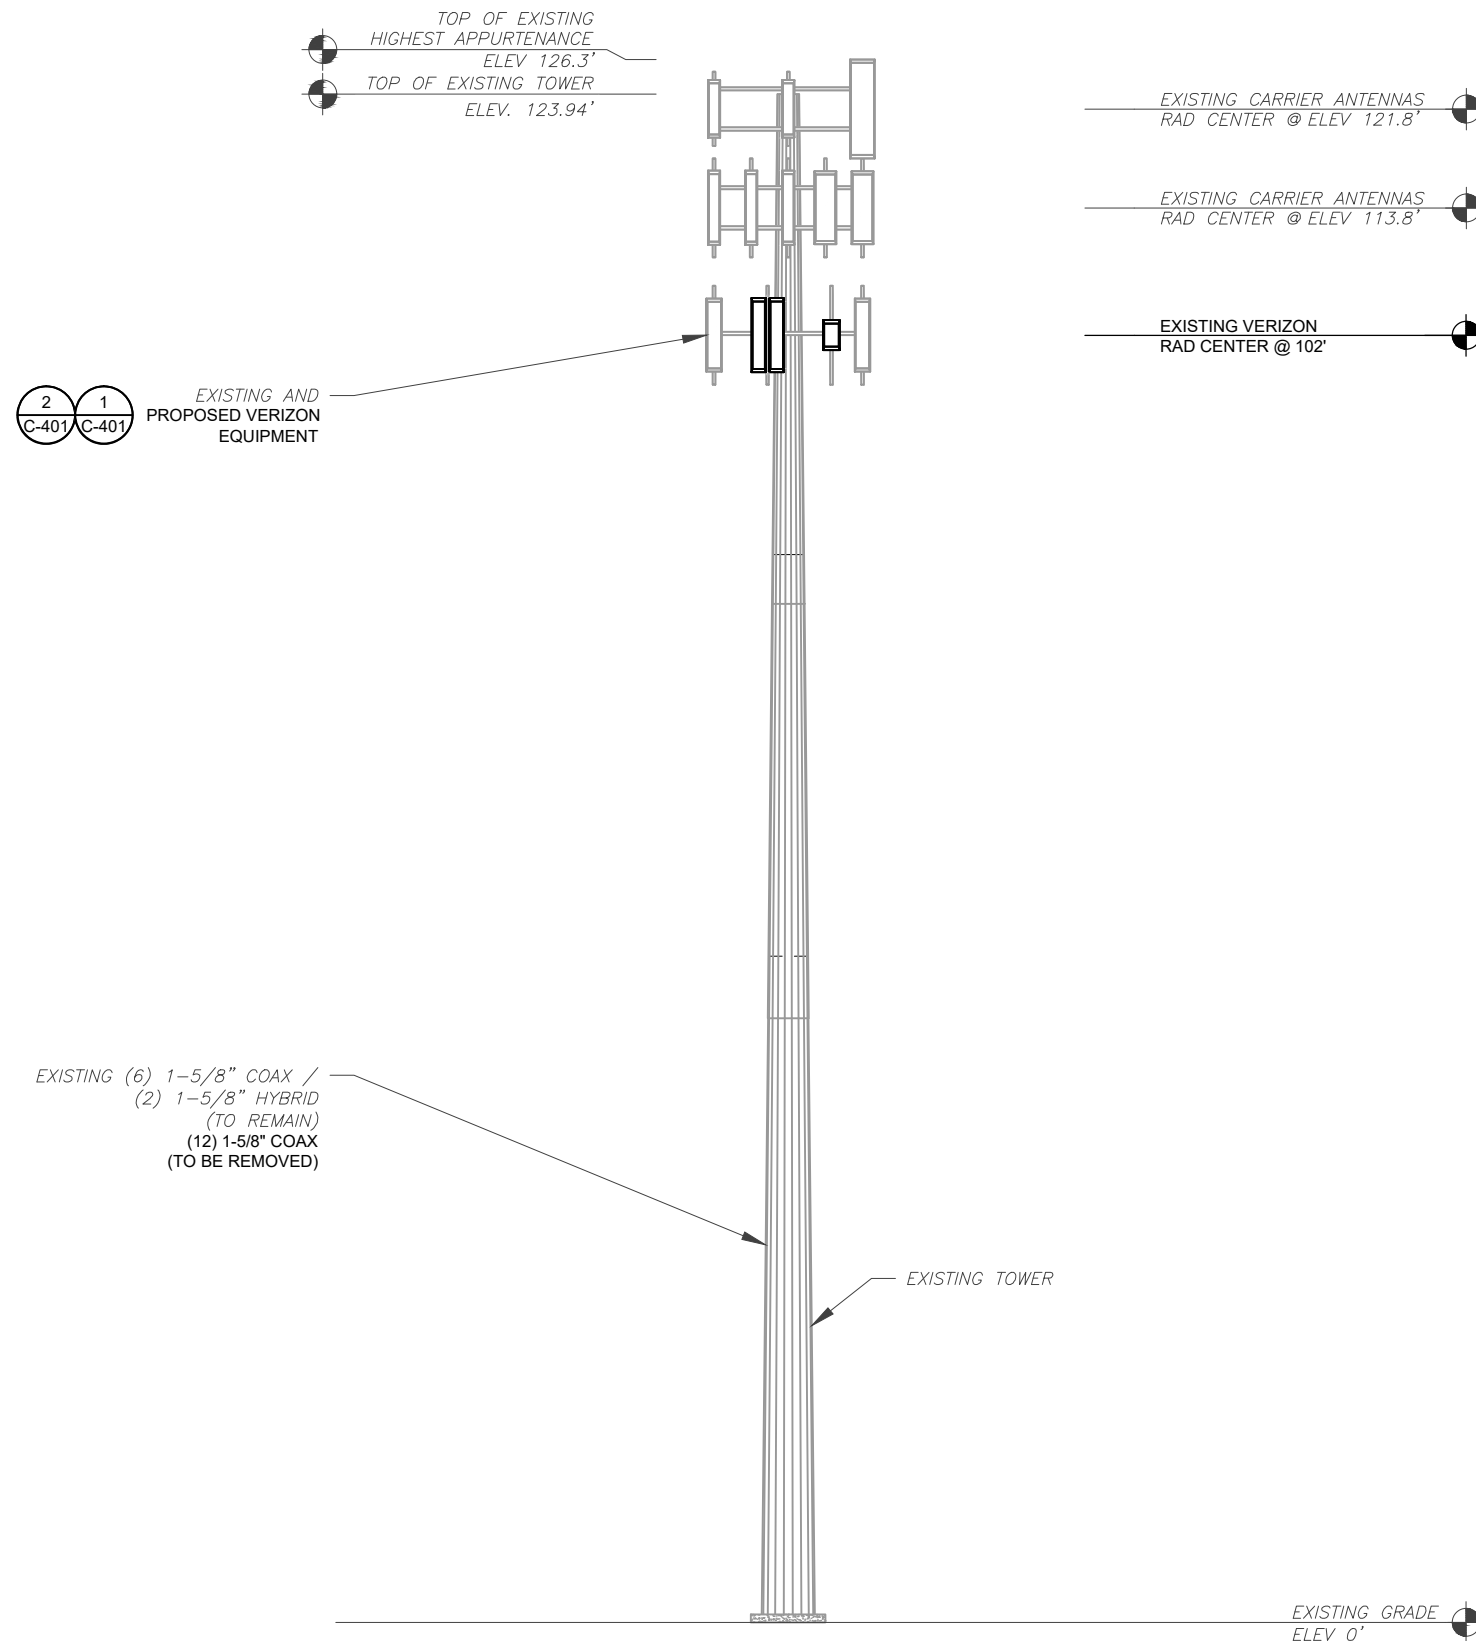 TOP OF EXISTING
HIGHEST APPURTENANCE
ELEV 126.3'
TOP OF EXISTING TOWER
ELEV. 123.94'
EXISTING CARRIER ANTENNAS
RAD CENTER @ ELEV 121.8'
EXISTING CARRIER ANTENNAS
RAD CENTER @ ELEV 113.8'
EXISTING VERIZON
RAD CENTER @ 102'
2
C-401
1
C-401
EXISTING AND
PROPOSED VERIZON
EQUIPMENT
EXISTING (6) 1-5/8" COAX /
(2) 1-5/8" HYBRID
(TO REMAIN)
(12) 1-5/8" COAX
(TO BE REMOVED)
EXISTING TOWER
EXISTING GRADE
ELEV 0'